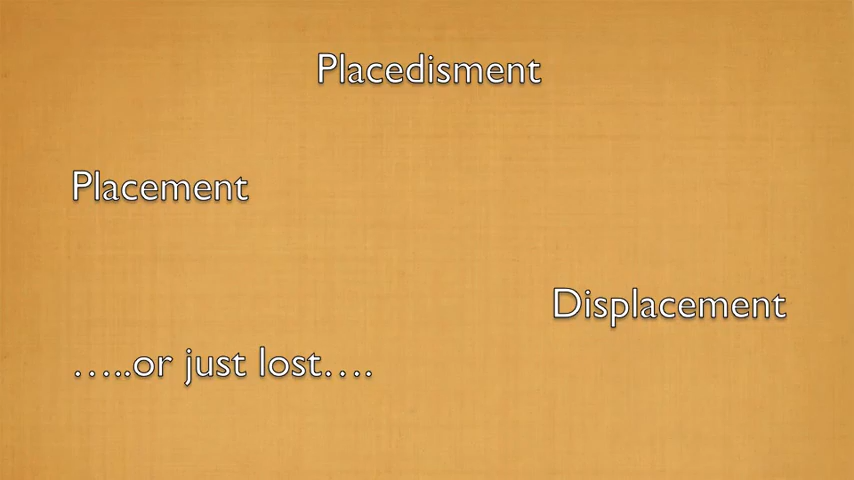 Placedisment
Placement
Displacement
.....or just lost....